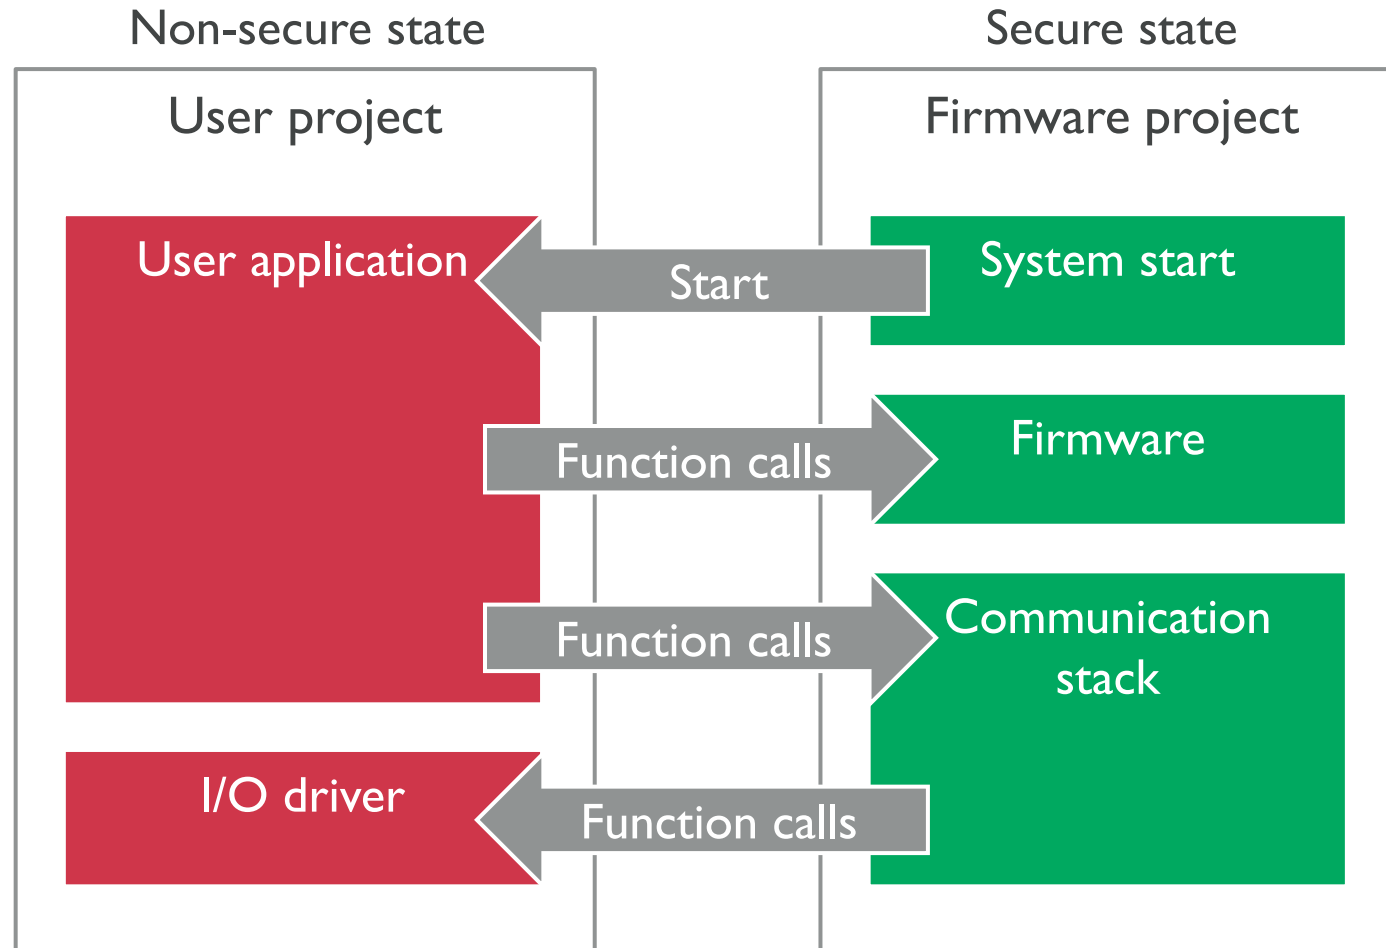 Non-secure state
Secure state
User project
Firmware project
User application
Start
System start
Function calls
Firmware
Function calls
Communication
stack
I/O driver
Function calls